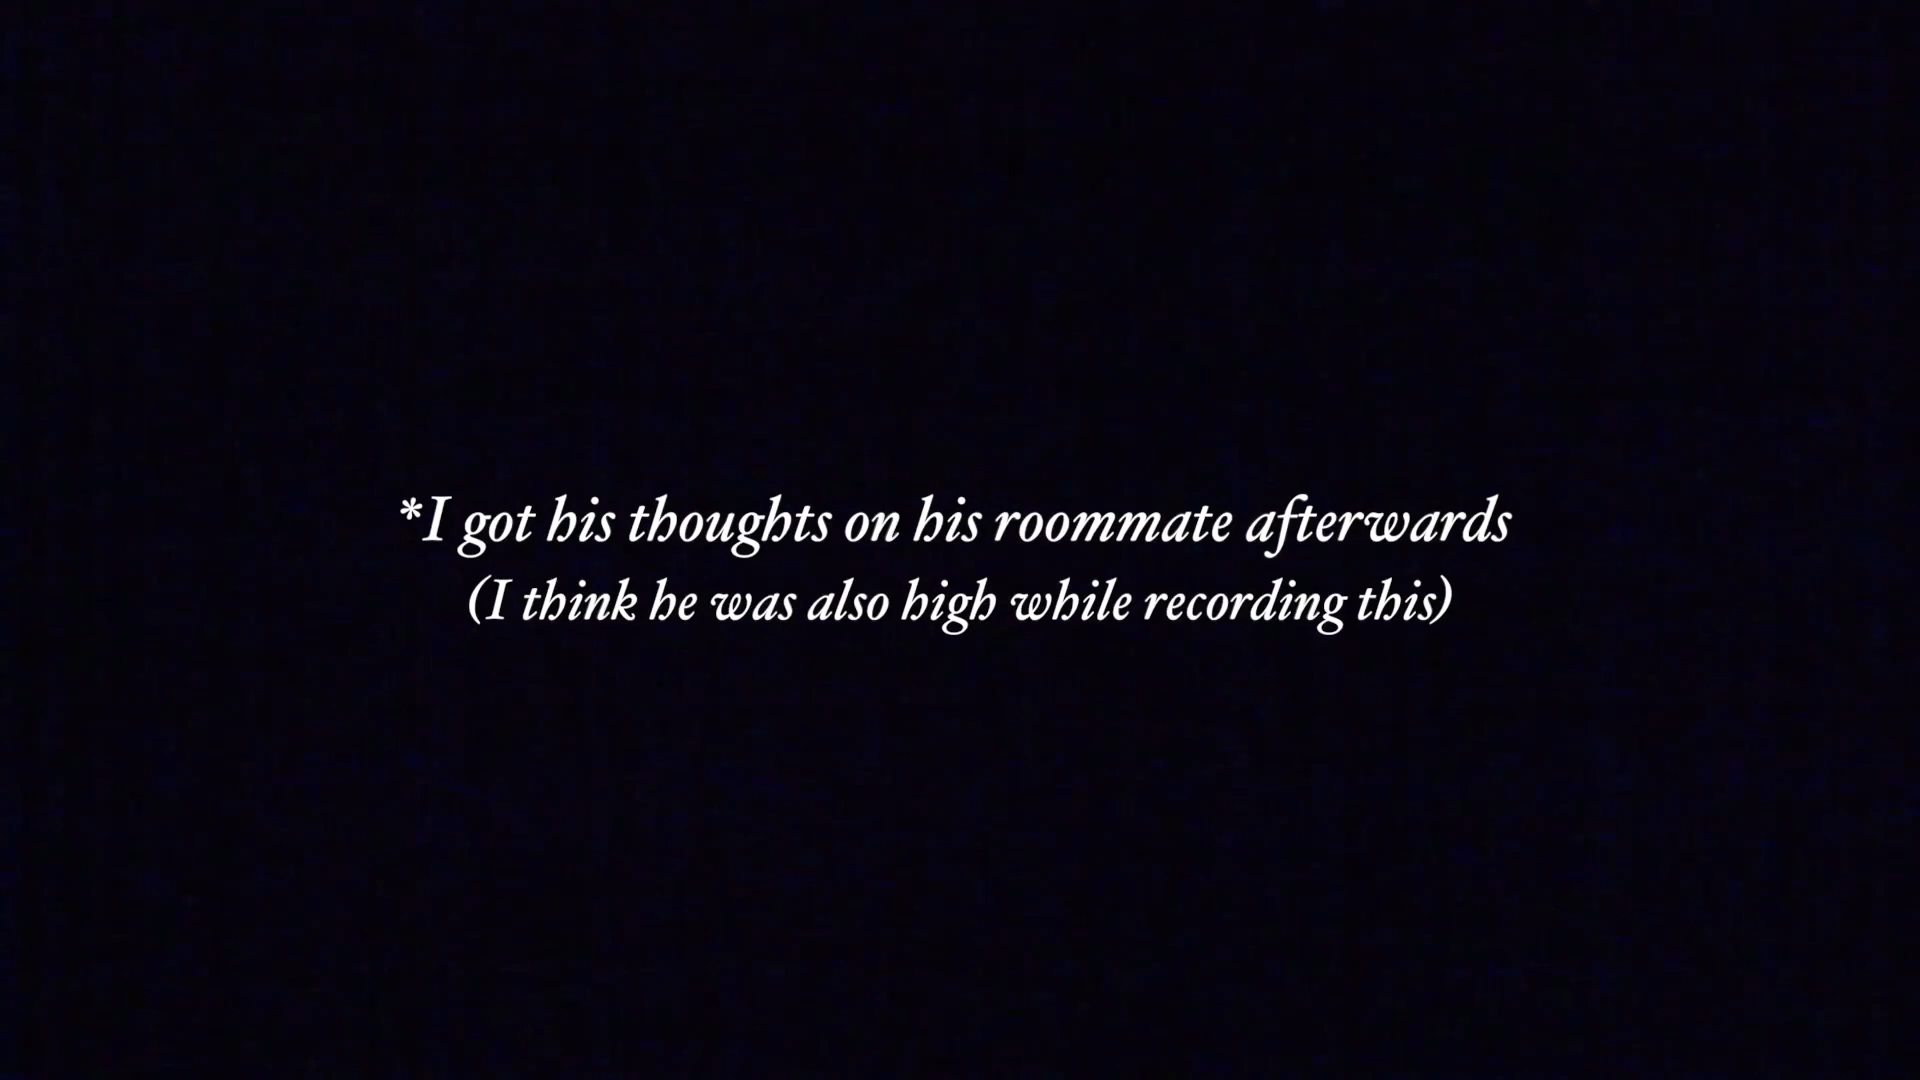 *I got his thoughts on his roommate afterwards
(I think he was also high while recording this)